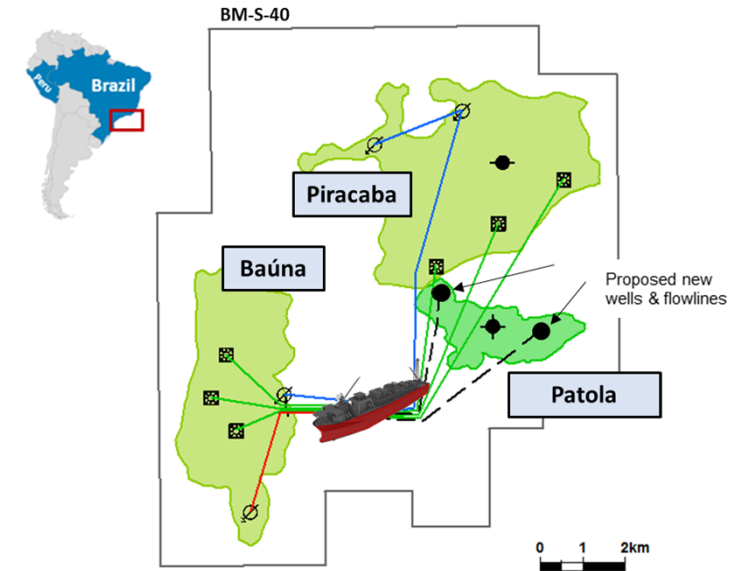 BM-S-40
Peru
Brazil
Piracaba
Baúna
Proposed new
wells & flowlines
Patola
0 1 2km